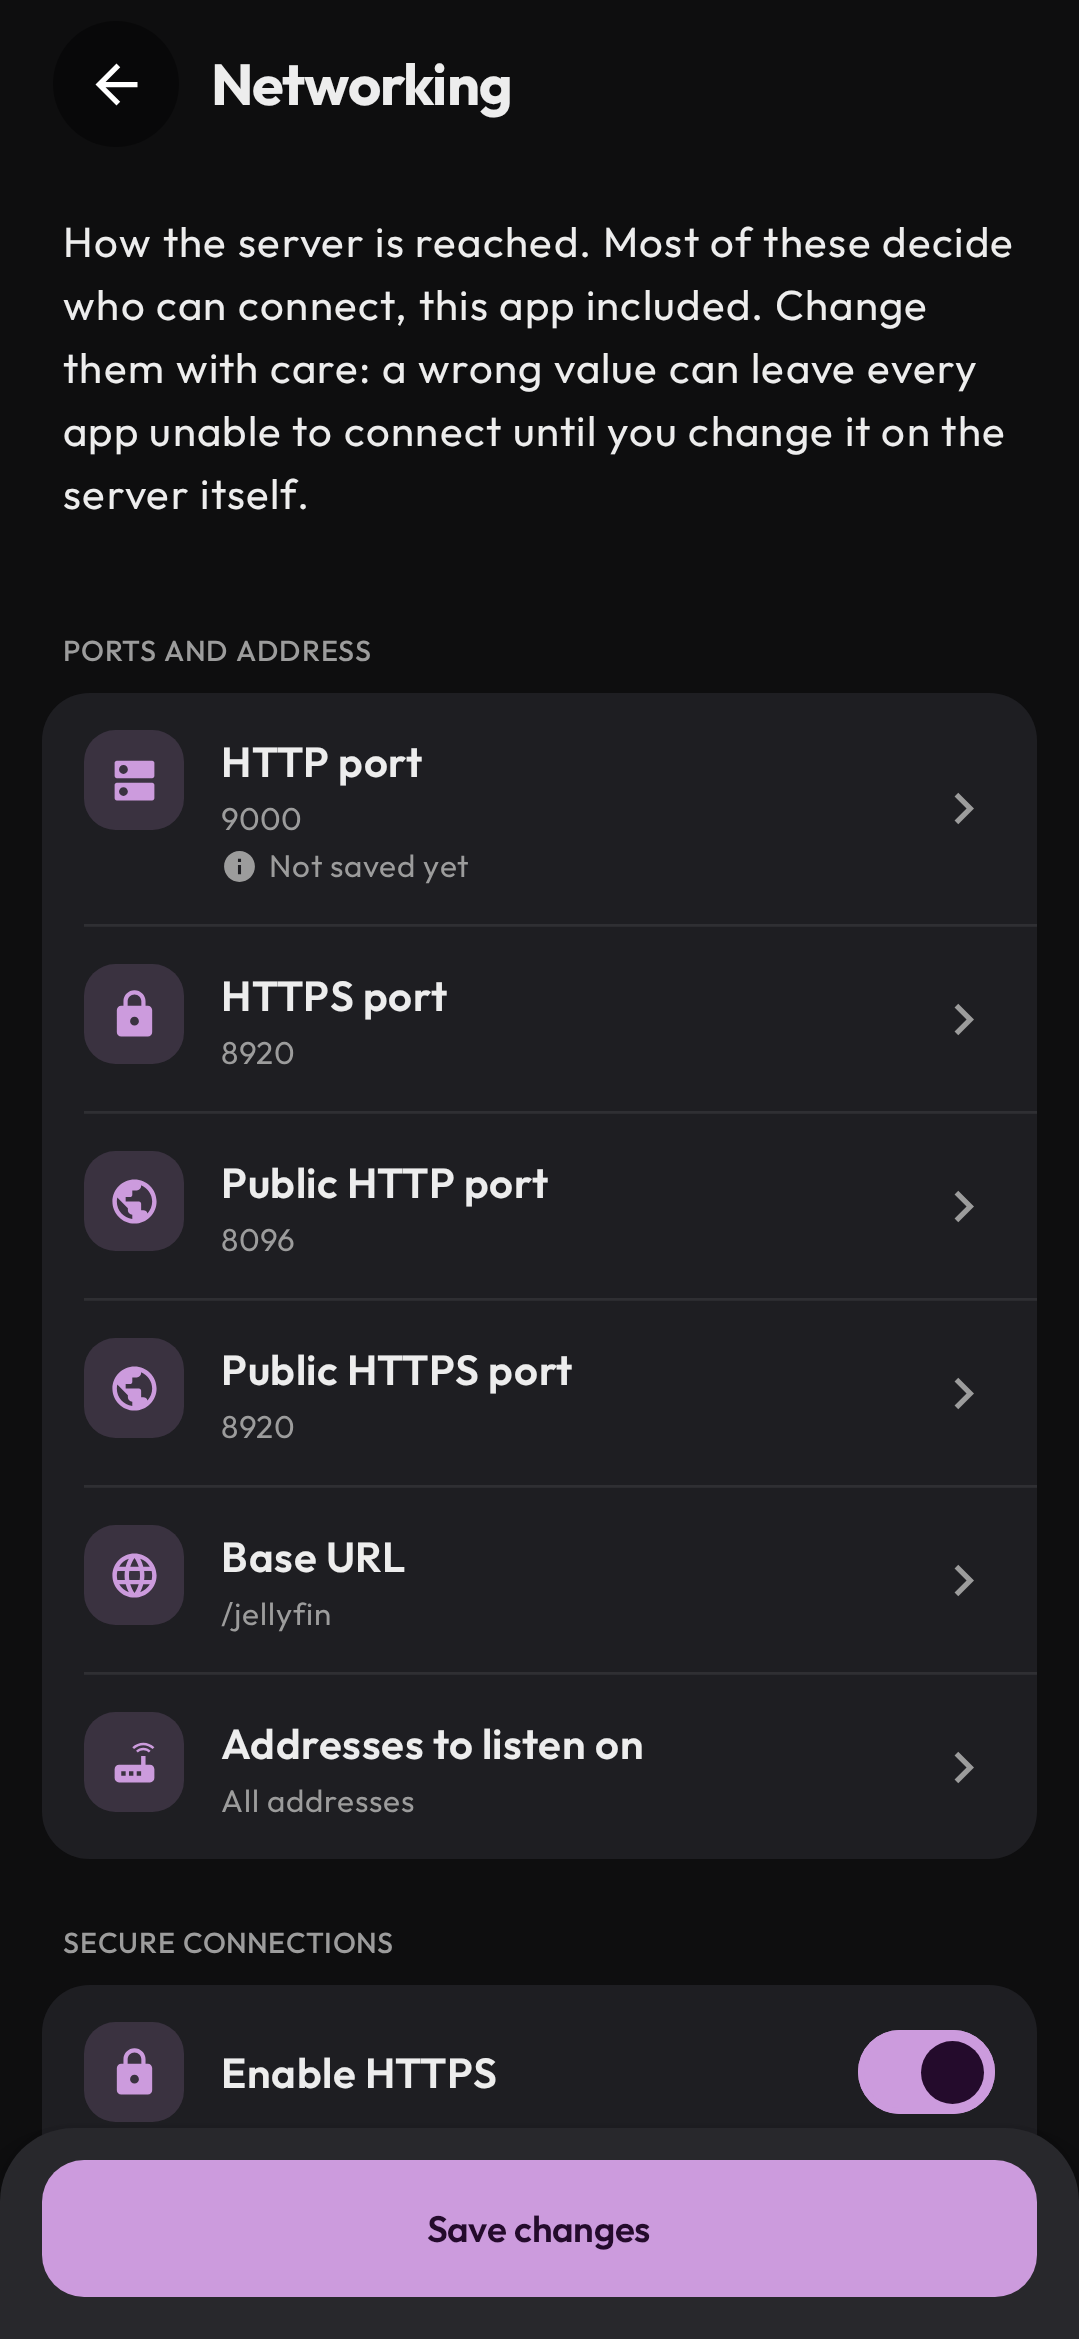 Networking
How the server is reached. Most of these decide
who can connect, this app included. Change
them with care: a wrong value can leave every
app unable to connect until you change it on the
server itself.
PORTS AND ADDRESS
HTTP port
9000
Not saved yet
HTTPS port
8920
Public HTTP port
8096
Public HTTPS port
8920
Base URL
/jellyfin
Addresses to listen on
All addresses
SECURE CONNECTIONS
Enable HTTPS
Save changes